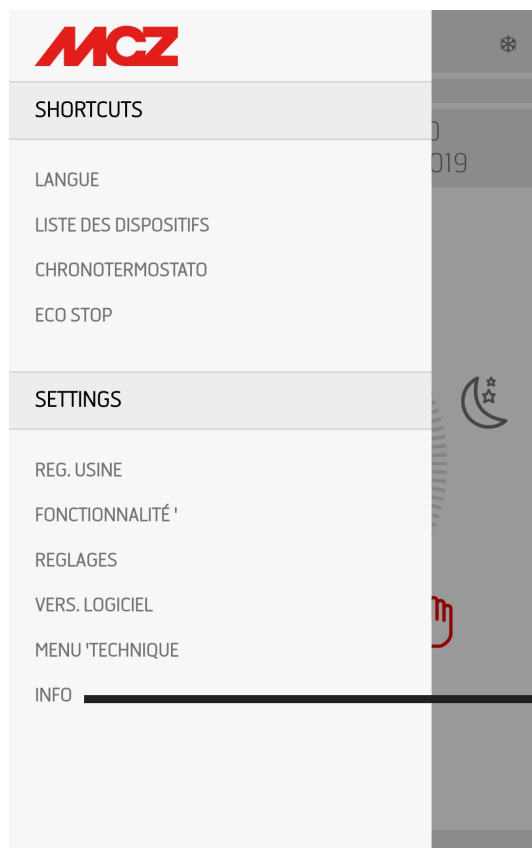 MCZ
SHORTCUTS
019
LANGUE
LISTE DES DISPOSITIFS
CHRONOTERMOSTATO
ECO STOP
SETTINGS
REG. USINE
FONCTIONNALITÉ '
REGLAGES
VERS. LOGICIEL
MENU 'TECHNIQUE
INFO